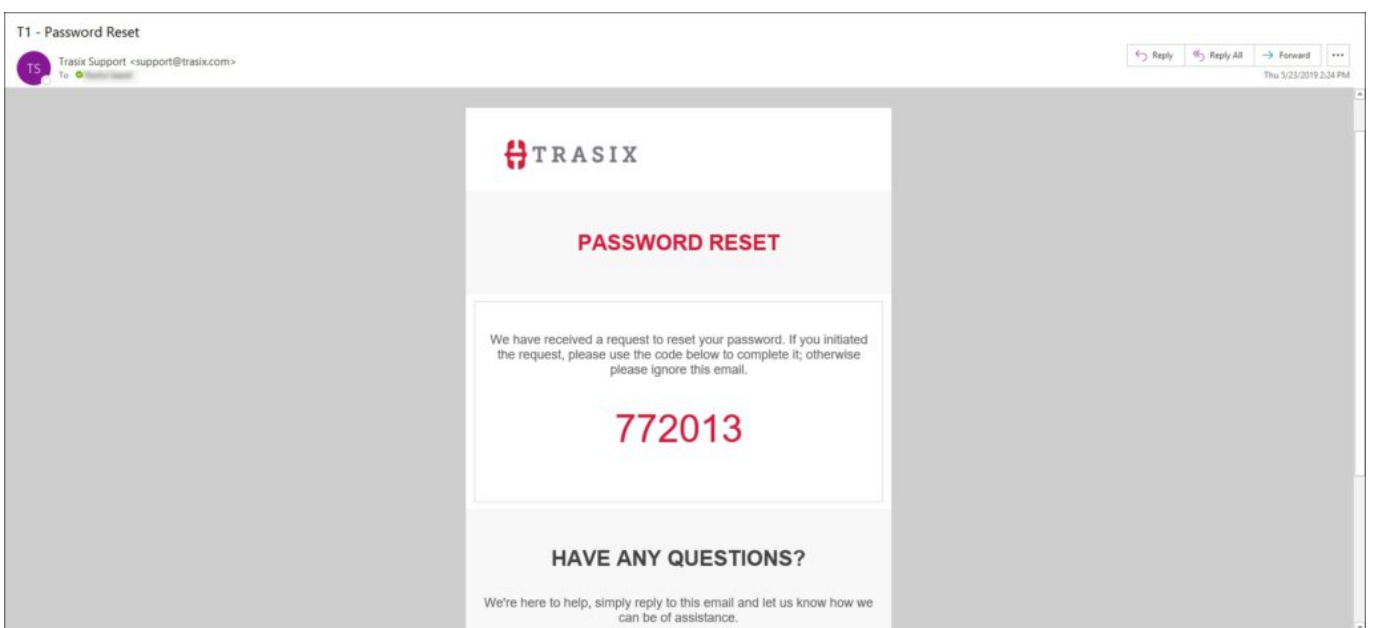 T1 - Password Reset
TS
Trasix Support <support@trasix.com>
To
Reply
Reply All
Forward
Thu 5/23/2019 2:24 PM
TRASIX
PASSWORD RESET
We have received a request to reset your password. If you initiated
the request, please use the code below to complete it; otherwise
please ignore this email.
772013
HAVE ANY QUESTIONS?
We're here to help, simply reply to this email and let us know how we
can be of assistance.